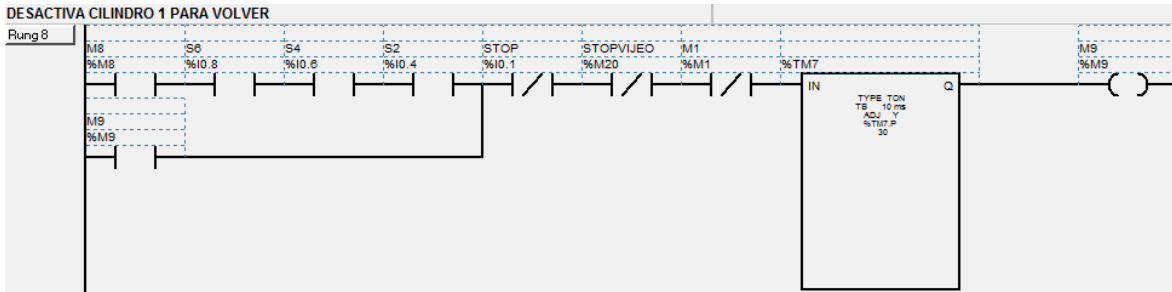 DESACTIVA CILINDRO 1 PARA VOLVER
Rung 8
M8 S6 S4 S2 STOP STOPVIJEO M1 M9
%M8 %I0.8 %I0.6 %I0.4 %I0.1 %M20 %M1 %TM7 %M9
IN Q
TYPE TON
TB 10 ms
ADJ Y
%TM7.P
30
M9
%M9